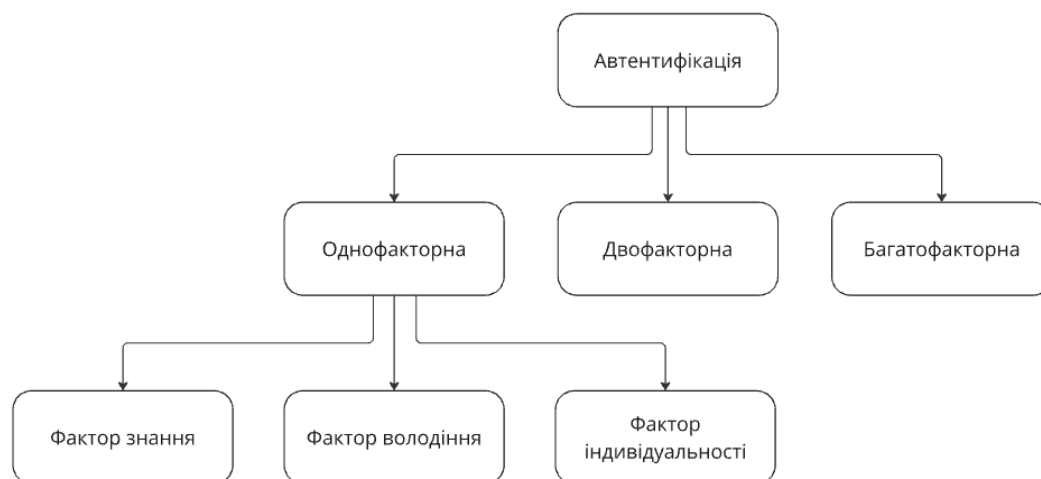 Автентифікація
Однофакторна
Двофакторна
Багатофакторна
Фактор знання
Фактор володіння
Фактор
індивідуальності